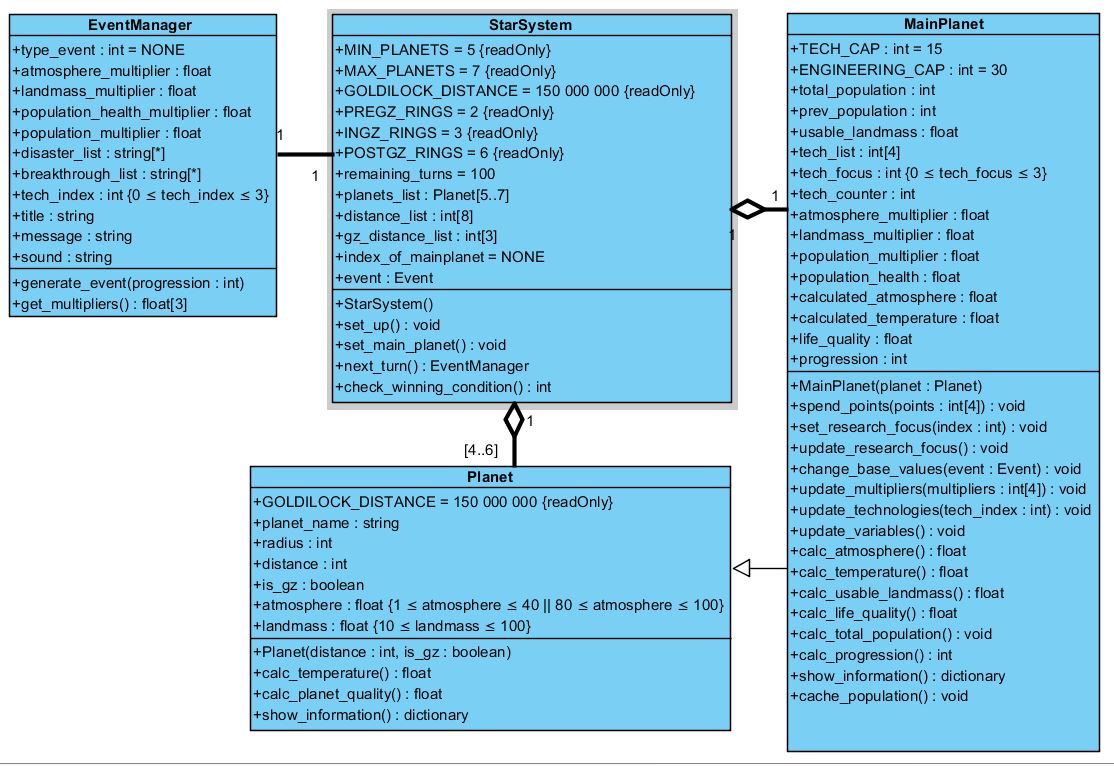 EventManager
+type_event : int = NONE
+atmosphere_multiplier : float
+landmass_multiplier : float
+population_health_multiplier : float
+population_multiplier : float
+disaster_list : string[*]
+breakthrough_list : string[*]
+tech_index : int {0 ≤ tech_index ≤ 3}
+title : string
+message : string
+sound : string
+generate_event(progression : int)
+get_multipliers() : float[3]
1
1
StarSystem
+MIN_PLANETS = 5 {readOnly}
+MAX_PLANETS = 7 {readOnly}
+GOLDILOCK_DISTANCE = 150 000 000 {readOnly}
+PREGZ_RINGS = 2 {readOnly}
+INGZ_RINGS = 3 {readOnly}
+POSTGZ_RINGS = 6 {readOnly}
+remaining_turns = 100
+planets_list : Planet[5..7]
+distance_list : int[8]
+gz_distance_list : int[3]
+index_of_mainplanet = NONE
+event : Event
+StarSystem()
+set_up() : void
+set_main_planet() : void
+next_turn() : EventManager
+check_winning_condition() : int
1
1
MainPlanet
+TECH_CAP : int = 15
+ENGINEERING_CAP : int = 30
+total_population : int
+prev_population : int
+usable_landmass : float
+tech_list : int[4]
+tech_focus : int {0 ≤ tech_focus ≤ 3}
+tech_counter : int
+atmosphere_multiplier : float
+landmass_multiplier : float
+population_multiplier : float
+population_health : float
+calculated_atmosphere : float
+calculated_temperature : float
+life_quality : float
+progression : int
+MainPlanet(planet : Planet)
+spend_points(points : int[4]) : void
+set_research_focus(index : int) : void
+update_research_focus() : void
+change_base_values(event : Event) : void
+update_multipliers(multipliers : int[4]) : void
+update_technologies(tech_index : int) : void
+update_variables() : void
+calc_atmosphere() : float
+calc_temperature() : float
+calc_usable_landmass() : float
+calc_life_quality() : float
+calc_total_population() : void
+calc_progression() : int
+show_information() : dictionary
+cache_population() : void
1
[4..6]
Planet
+GOLDILOCK_DISTANCE = 150 000 000 {readOnly}
+planet_name : string
+radius : int
+distance : int
+is_gz : boolean
+atmosphere : float {1 ≤ atmosphere ≤ 40 || 80 ≤ atmosphere ≤ 100}
+landmass : float {10 ≤ landmass ≤ 100}
+Planet(distance : int, is_gz : boolean)
+calc_temperature() : float
+calc_planet_quality() : float
+show_information() : dictionary